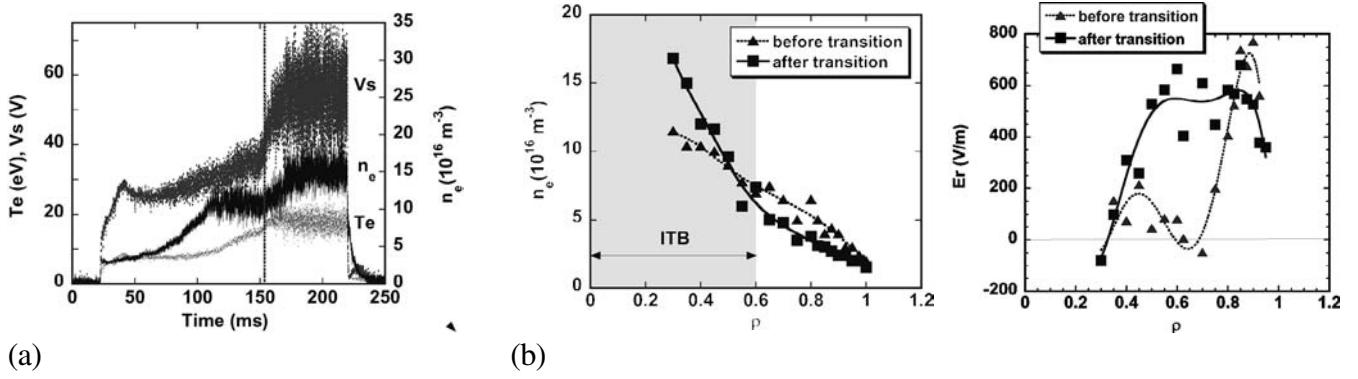 Te (eV), Vs (V)
60
40
20
0
35
30
25
20
15
10
5
0
n_e(10^16 m^-3)
Vs
n_e
Te
0 50 100 150 200 250
Time (ms)
(a)
n_e(10^16 m^-3)
20
15
10
5
0
before transition
after transition
ITB
0 0.2 0.4 0.6 0.8 1 1.2
ρ
(b)
before transition
after transition
Er (V/m)
800
600
400
200
0
-200
0 0.2 0.4 0.6 0.8 1 1.2
ρ